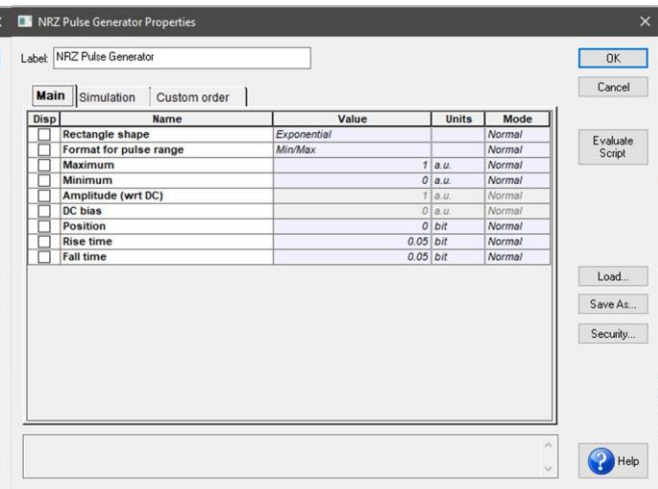 NRZ Pulse Generator Properties
Label: NRZ Pulse Generator
OK
Cancel
Evaluate
Script
Load...
Save As...
Security...
Help
Main Simulation Custom order
Disp Name Value Units Mode
Rectangle shape Exponential Normal
Format for pulse range Min/Max Normal
Maximum 1 a.u. Normal
Minimum 0 a.u. Normal
Amplitude (wrt DC) 1 a.u. Normal
DC bias 0 a.u. Normal
Position 0 bit Normal
Rise time 0.05 bit Normal
Fall time 0.05 bit Normal